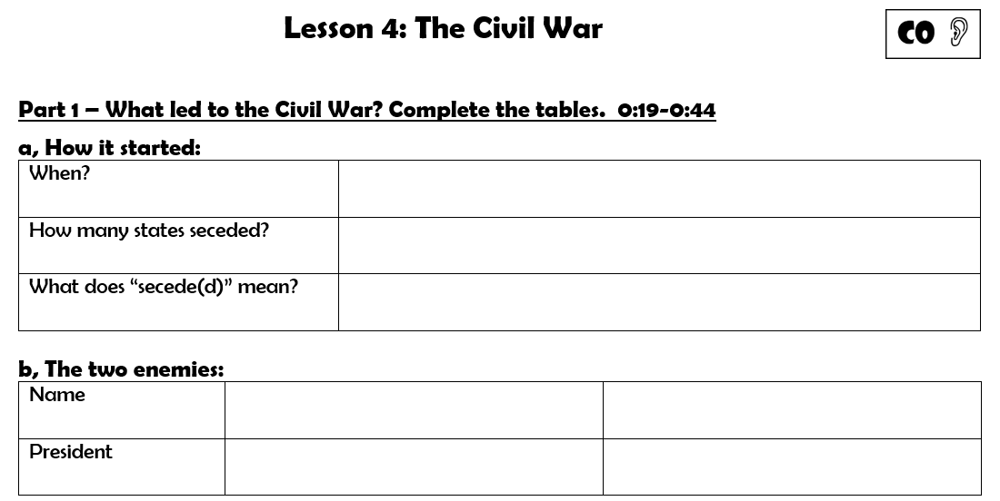 Lesson 4: The Civil War
CO
Part 1 – What led to the Civil War? Complete the tables.  0:19-0:44
a, How it started:
When?
How many states seceded?
What does “secede(d)” mean?
b, The two enemies:
Name
President